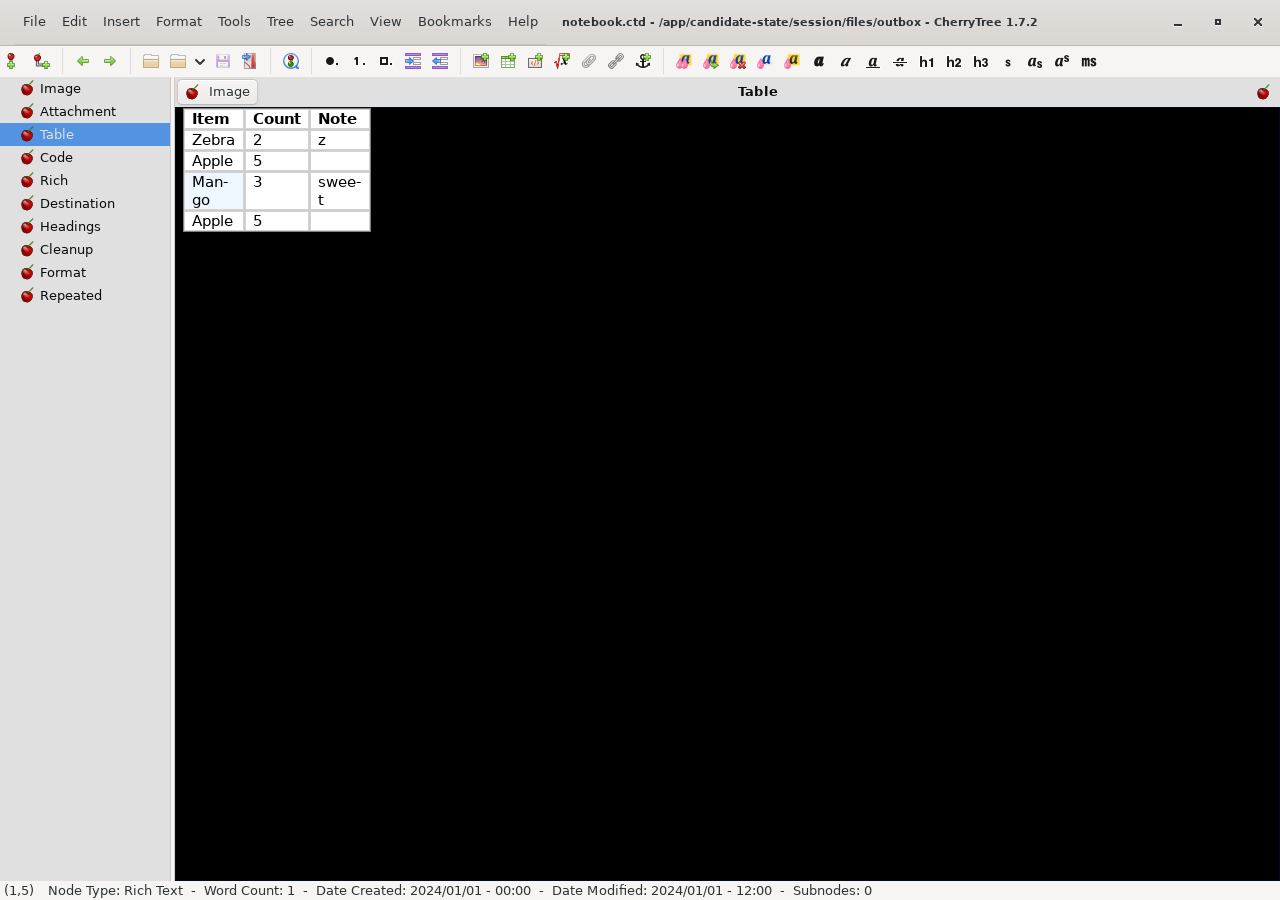 File Edit Insert Format Tools Tree Search View Bookmarks Help notebook.ctd - /app/candidate-state/session/files/outbox - CherryTree 1.7.2
1. h1 h2 h3 s as as ms
Image
Attachment
Table
Code
Rich
Destination
Headings
Cleanup
Format
Repeated
Image Table
Item Count Note
Zebra 2 z
Apple 5
Man- 3 swee-
go t
Apple 5
(1,5) Node Type: Rich Text - Word Count: 1 - Date Created: 2024/01/01 - 00:00 - Date Modified: 2024/01/01 - 12:00 - Subnodes: 0